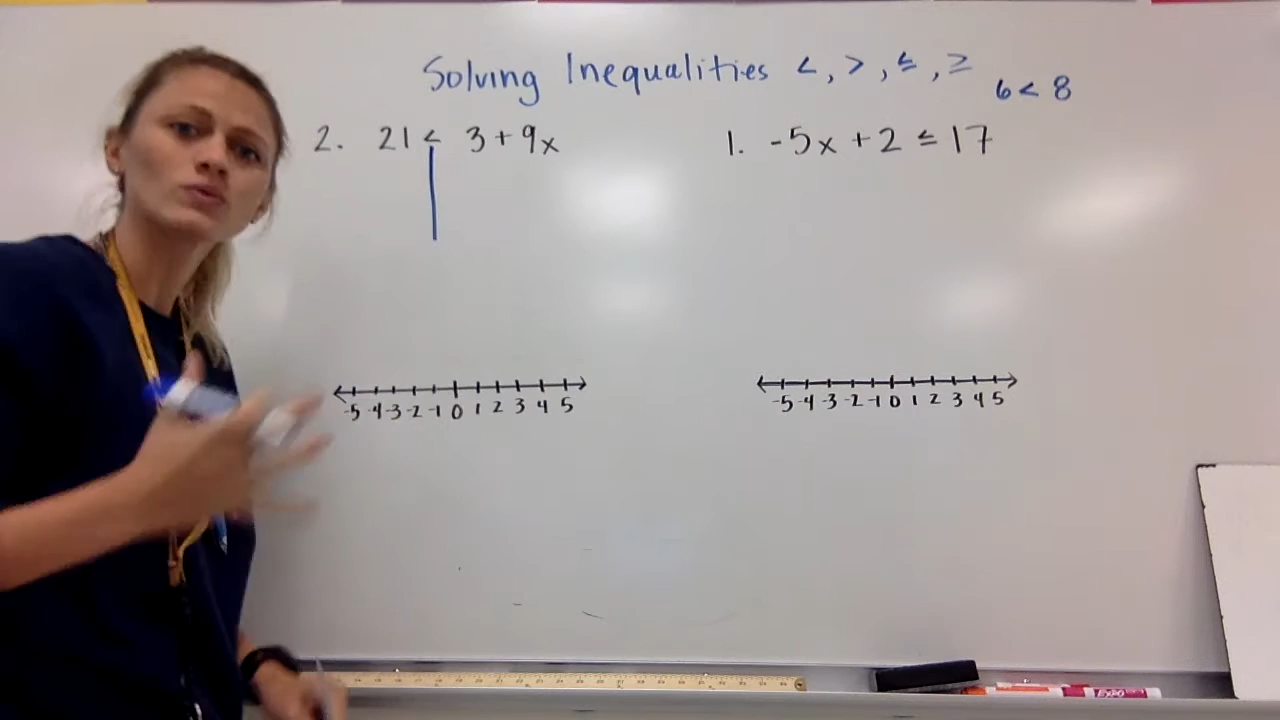 Solving Inequalities <, >, ≤, ≥
6 < 8
2. 21 < 3 + 9x
1. -5x + 2 ≤ 17
-5 -4 -3 -2 -1 0 1 2 3 4 5
-5 -4 -3 -2 -1 0 1 2 3 4 5
EXPO